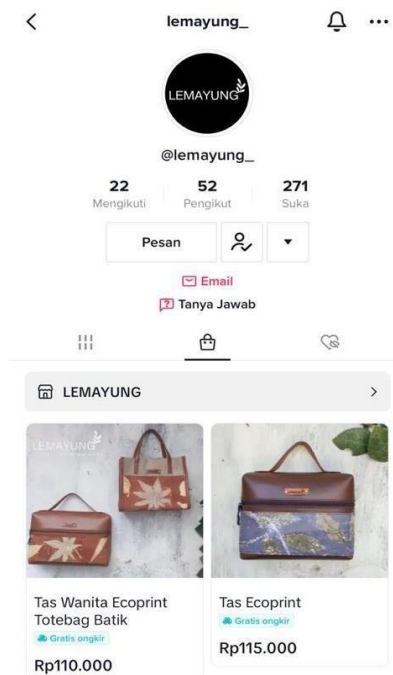 lemayung_
LEMAYUNG
@lemayung_
22 52 271
Mengikuti Pengikut Suka
Pesan
Email
Tanya Jawab
LEMAYUNG
LEMAYUNG
Tas Wanita Ecoprint
Totebag Batik
Gratis ongkir
Rp110.000
Tas Ecoprint
Gratis ongkir
Rp115.000